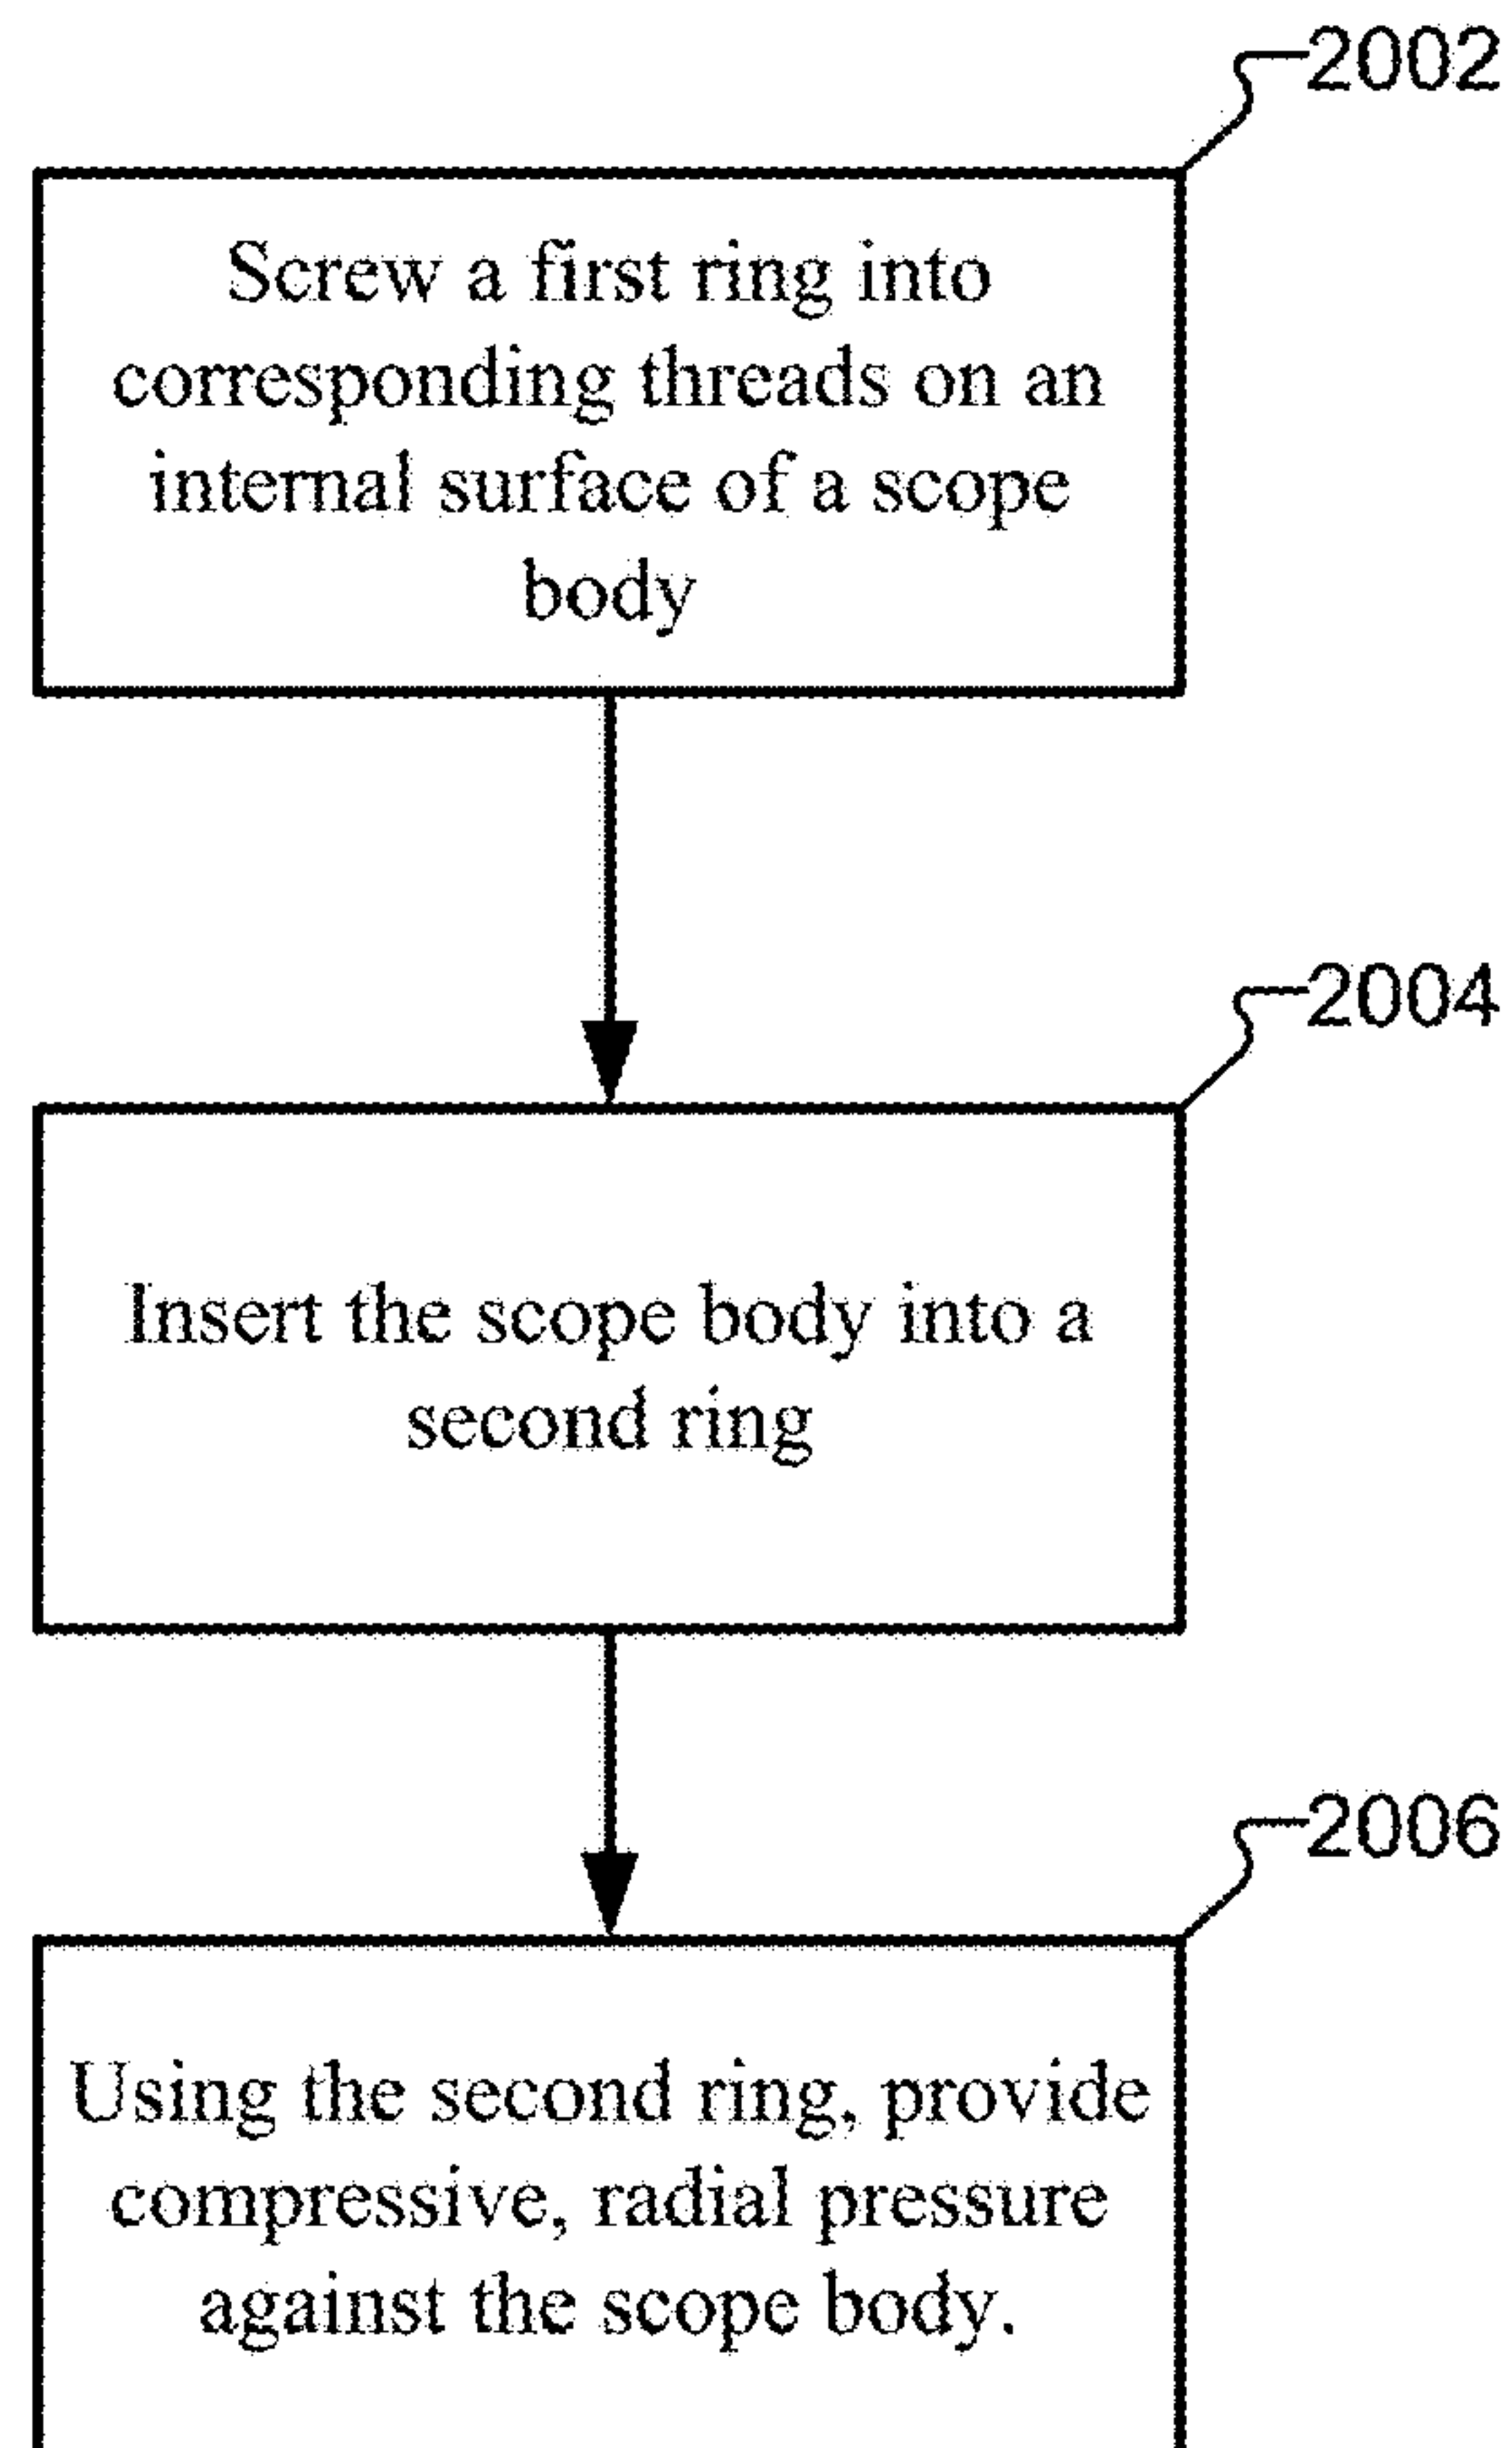 2002
Screw a first ring into
corresponding threads on an
internal surface of a scope
body
2004
Insert the scope body into a
second ring
2006
Using the second ring, provide
compressive, radial pressure
against the scope body.